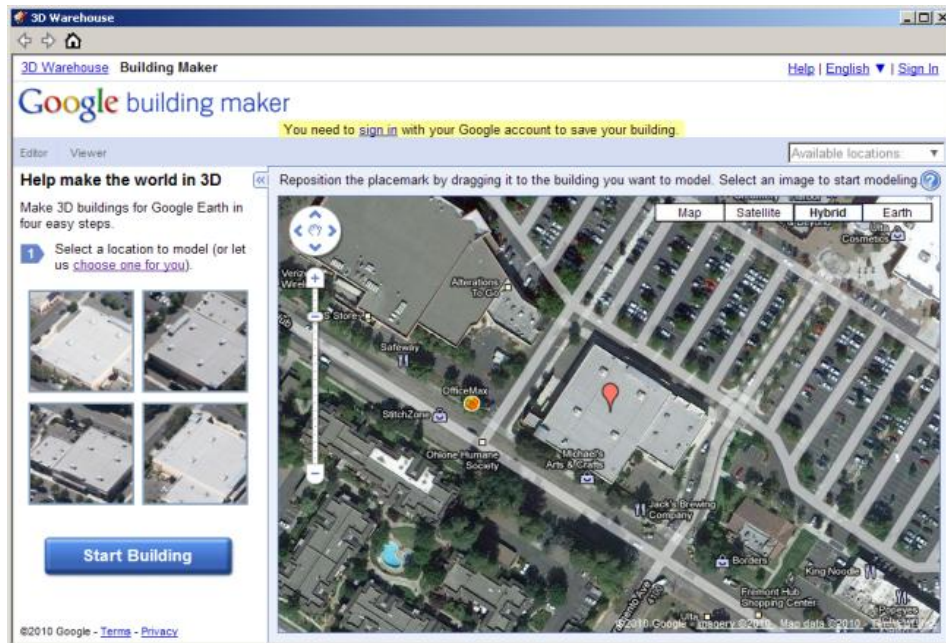 3D Warehouse
3D Warehouse Building Maker
Help | English ▼ | Sign In
Google building maker
You need to sign in with your Google account to save your building.
Editor Viewer
Available locations:
Help make the world in 3D
Make 3D buildings for Google Earth in
four easy steps.
1 Select a location to model (or let
us choose one for you).
Start Building
©2010 Google - Terms - Privacy
Reposition the placemark by dragging it to the building you want to model. Select an image to start modeling.
Map Satellite Hybrid Earth
Ulta
Cosmetics
Alterations
To Go
Safeway
OfficeMax
StitchZone
Ohlone Humane
Society
Michael's
Arts & Crafts
Jack's Brewing
Company
Borders
King Noodle
Fremont Hub
Shopping Center
Popeyes
Ulta
©2010 Google - Imagery ©2010 - Map data ©2010 -